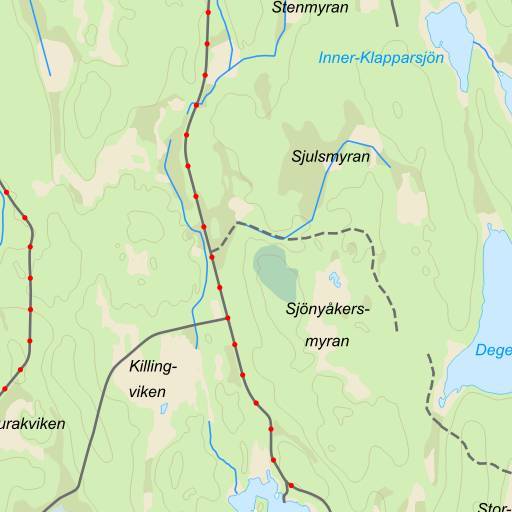 Stenmyran
Inner-Klapparsjön
Sjulsmyran
Sjönyåkers-
myran
Dege
Killing-
viken
urakviken
Stor-